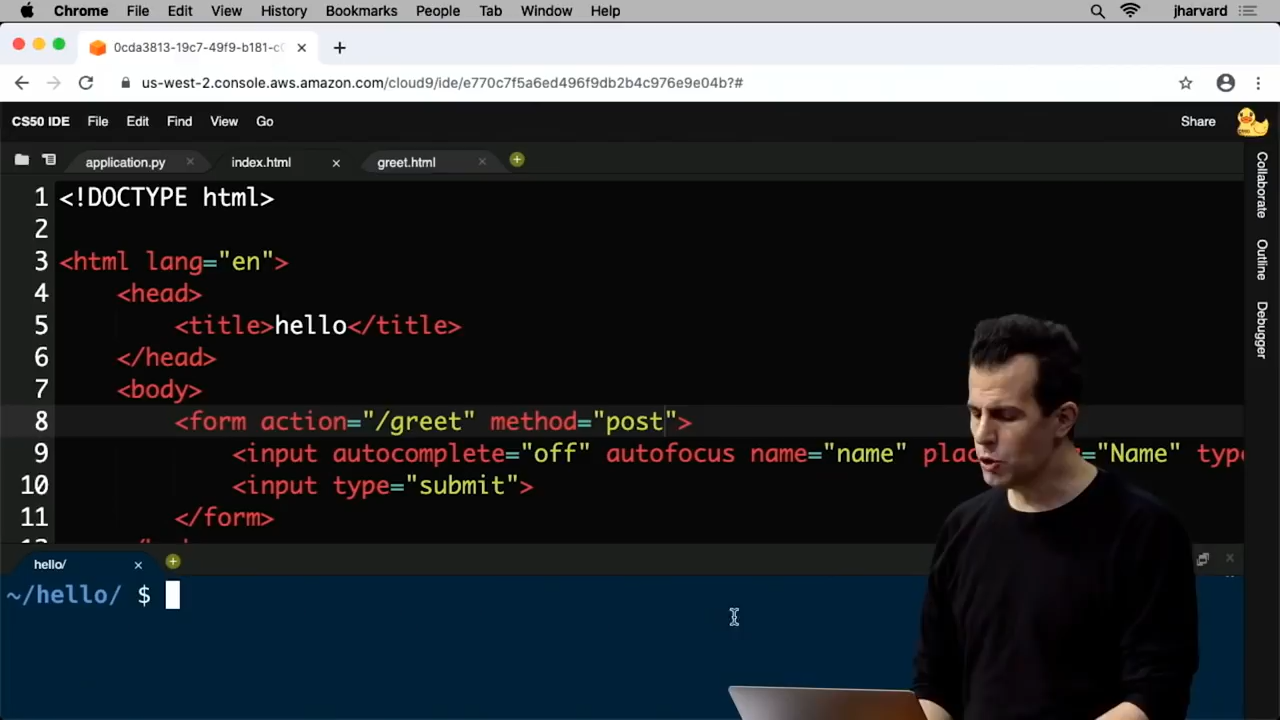 Chrome File Edit View History Bookmarks People Tab Window Help jharvard
0cda3813-19c7-49f9-b181-c
us-west-2.console.aws.amazon.com/cloud9/ide/e770c7f5a6ed496f9db2b4c976e9e04b?#
CS50 IDE File Edit Find View Go Share
application.py index.html greet.html
1 <!DOCTYPE html>
2
3 <html lang="en">
4 <head>
5 <title>hello</title>
6 </head>
7 <body>
8 <form action="/greet" method="post">
9 <input autocomplete="off" autofocus name="name" ="Name"
10 <input type="submit">
11 </form>
Collaborate
Outline
Debugger
hello/
~/hello/ $